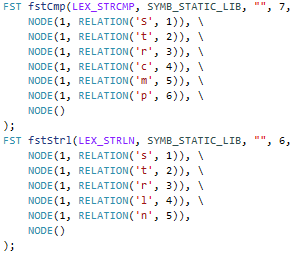 FST fstCmp(LEX_STRCMP, SYMB_STATIC_LIB, "", 7,
NODE(1, RELATION('S', 1)), \
NODE(1, RELATION('t', 2)), \
NODE(1, RELATION('r', 3)), \
NODE(1, RELATION('c', 4)), \
NODE(1, RELATION('m', 5)), \
NODE(1, RELATION('p', 6)), \
NODE()
);
FST fstStrl(LEX_STRLN, SYMB_STATIC_LIB, "", 6,
NODE(1, RELATION('s', 1)), \
NODE(1, RELATION('t', 2)), \
NODE(1, RELATION('r', 3)), \
NODE(1, RELATION('l', 4)), \
NODE(1, RELATION('n', 5)),
NODE()
);